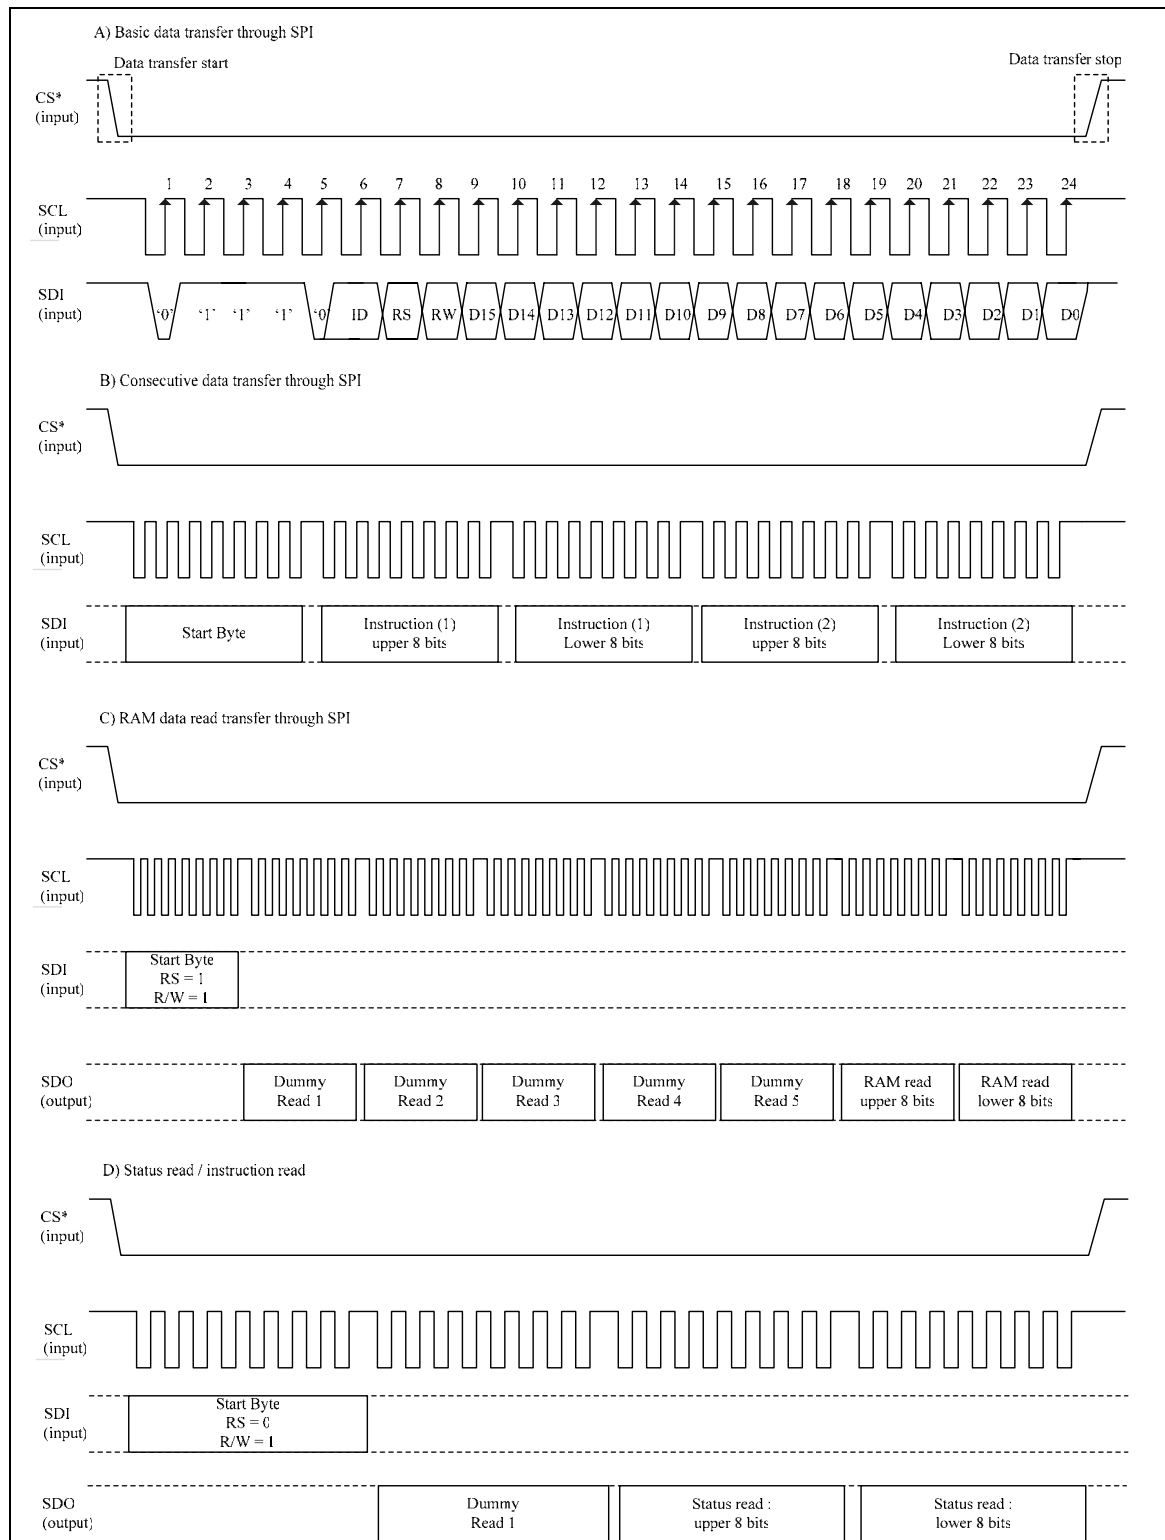 A) Basic data transfer through SPI
Data transfer start
Data transfer stop
CS*
(input)
1 2 3 4 5 6 7 8 9 10 11 12 13 14 15 16 17 18 19 20 21 22 23 24
SCL
(input)
SDI
(input)
‘0’ ‘1’ ‘1’ ‘1’ ‘0’ ID RS RW D15 D14 D13 D12 D11 D10 D9 D8 D7 D6 D5 D4 D3 D2 D1 D0
B) Consecutive data transfer through SPI
CS*
(input)
SCL
(input)
SDI
(input)
Start Byte
Instruction (1)
upper 8 bits
Instruction (1)
Lower 8 bits
Instruction (2)
upper 8 bits
Instruction (2)
Lower 8 bits
C) RAM data read transfer through SPI
CS*
(input)
SCL
(input)
SDI
(input)
Start Byte
RS = 1
R/W = 1
SDO
(output)
Dummy
Read 1
Dummy
Read 2
Dummy
Read 3
Dummy
Read 4
Dummy
Read 5
RAM read
upper 8 bits
RAM read
lower 8 bits
D) Status read / instruction read
CS*
(input)
SCL
(input)
SDI
(input)
Start Byte
RS = 0
R/W = 1
SDO
(output)
Dummy
Read 1
Status read :
upper 8 bits
Status read :
lower 8 bits